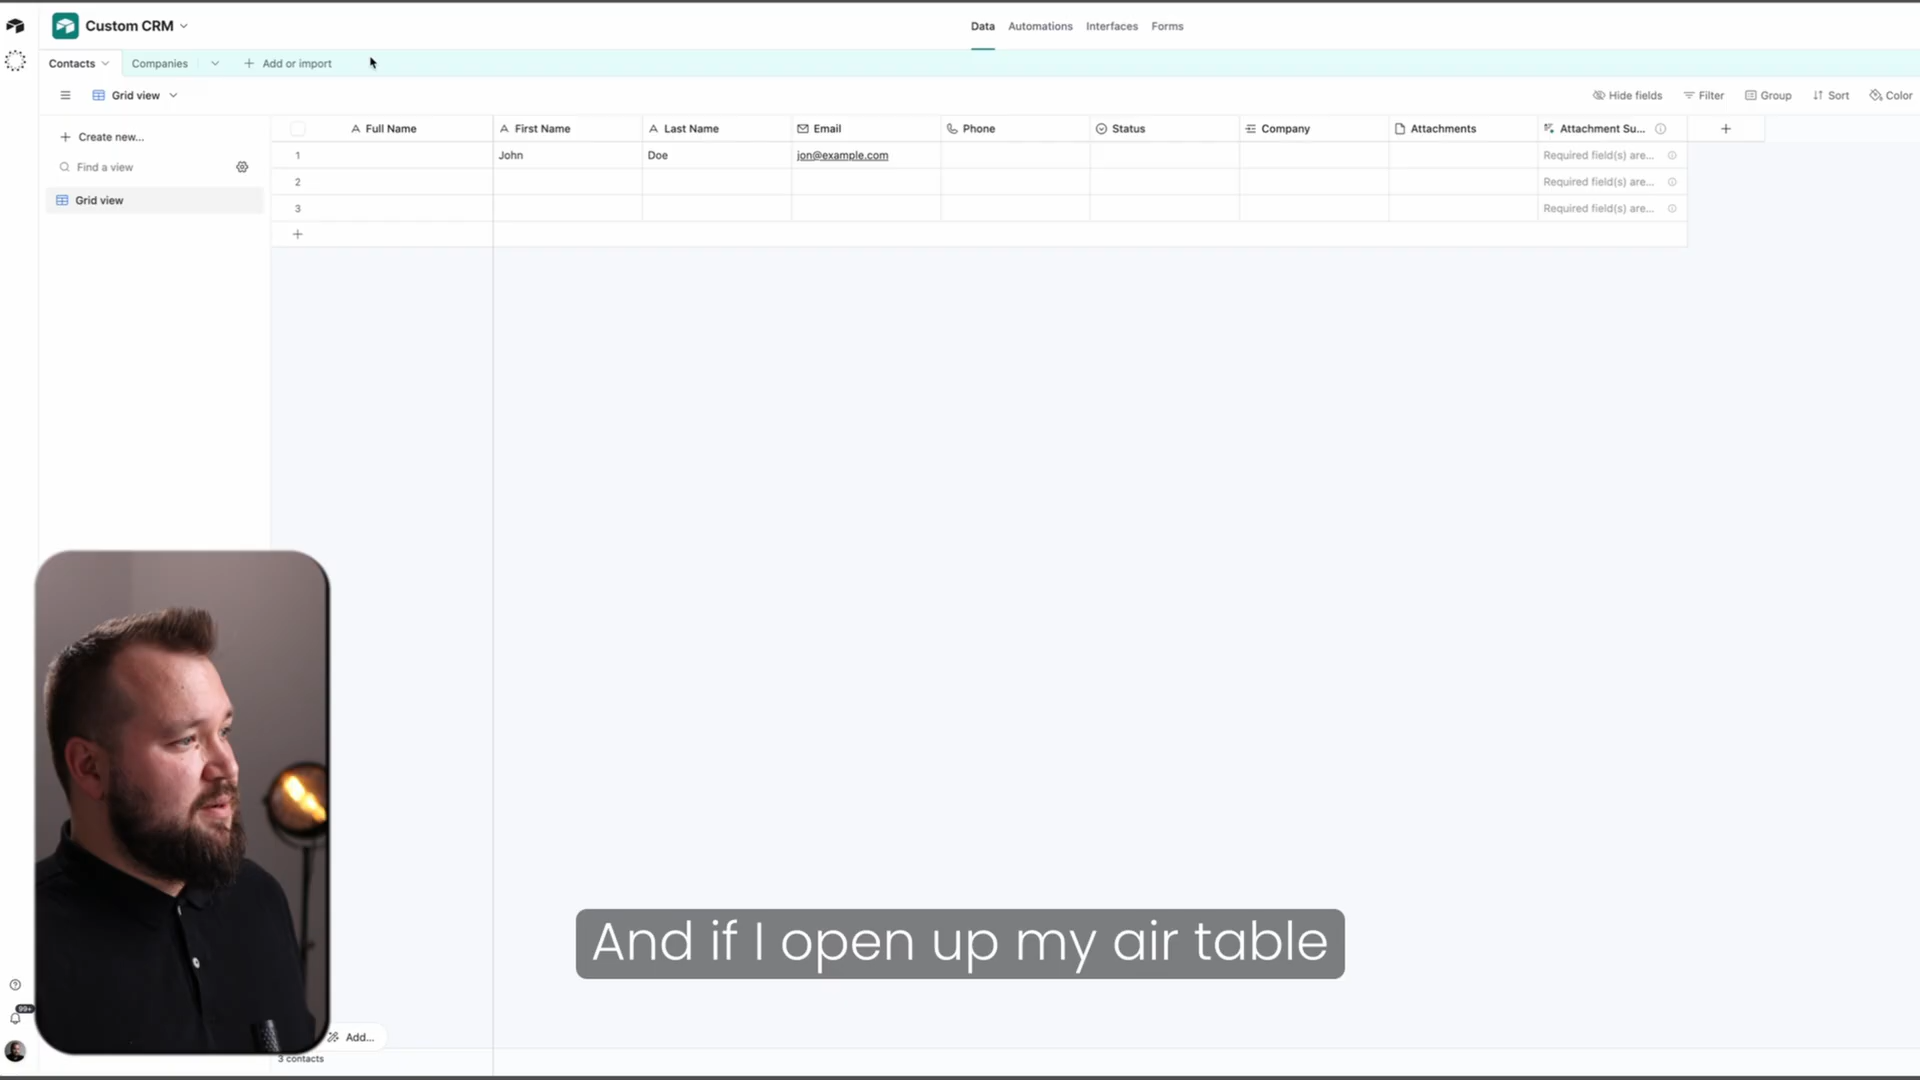 Custom CRM
Data Automations Interfaces Forms
Contacts Companies Add or import
Grid view Hide fields Filter Group Sort Color
Create new...
Find a view
Grid view
Full Name First Name Last Name Email Phone Status Company Attachments Attachment Su...
1 John Doe jon@example.com Required field(s) are...
2 Required field(s) are...
3 Required field(s) are...
And if I open up my air table
99+
Add...
3 contacts